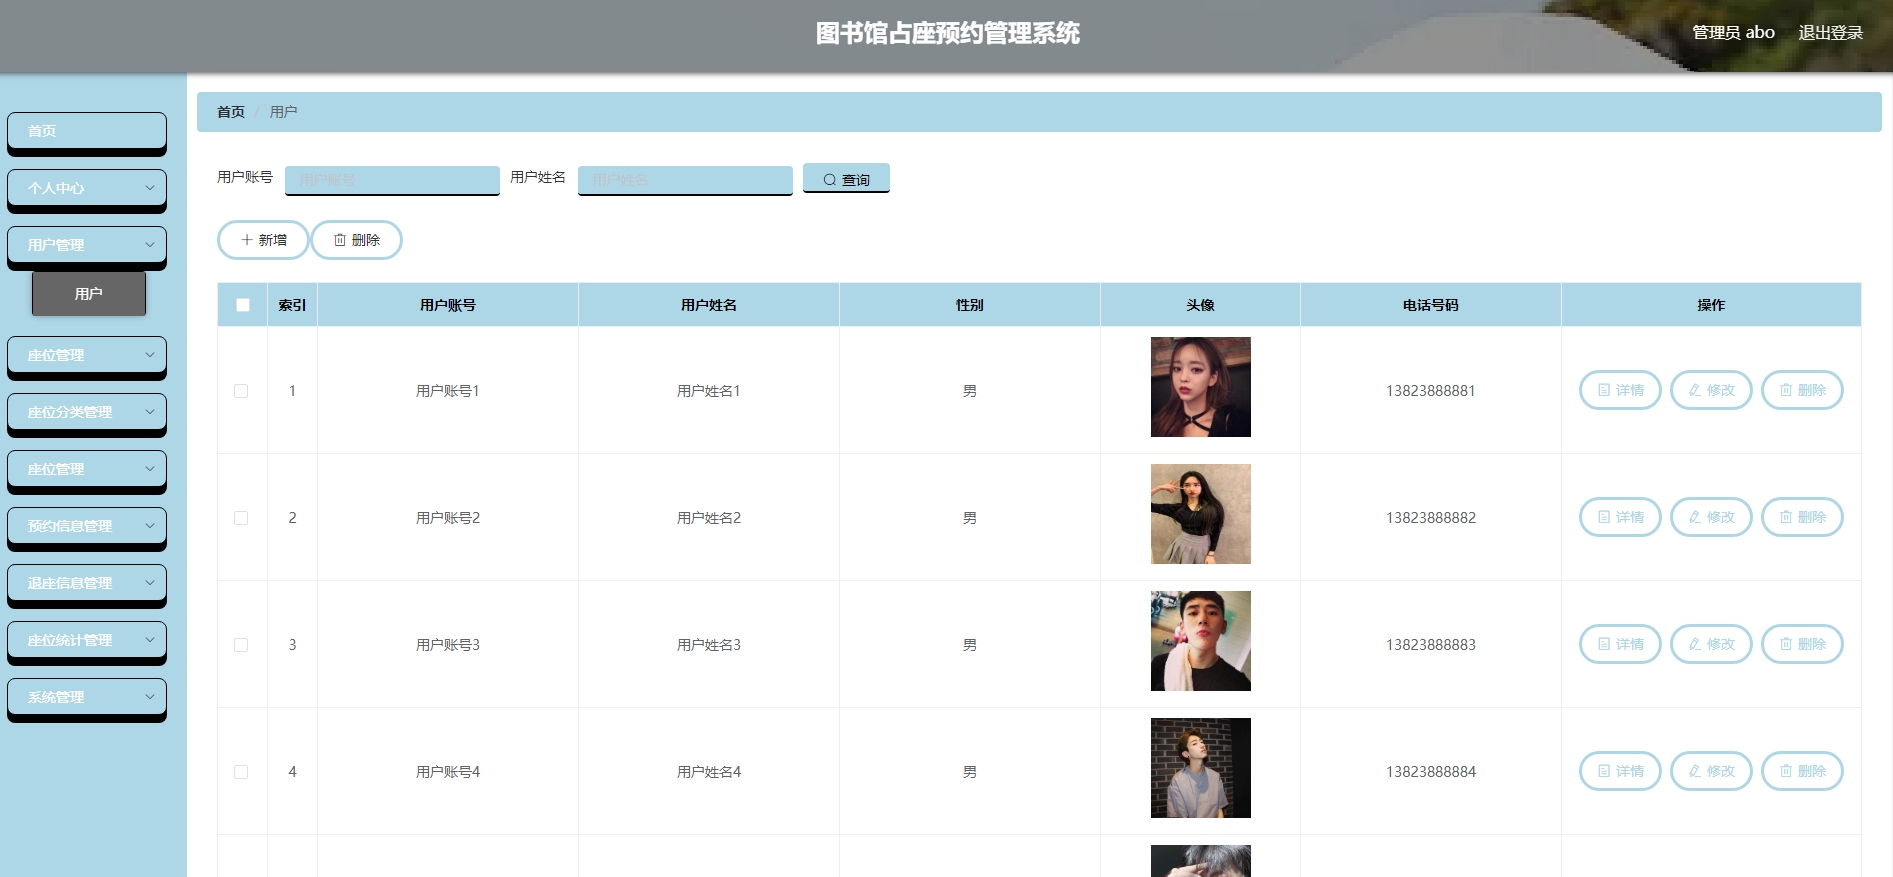 图书馆占座预约管理系统
管理员 abo 退出登录
首页
个人中心
用户管理
用户
座位管理
座位分类管理
座位管理
预约信息管理
退座信息管理
座位统计管理
系统管理
首页 / 用户
用户账号 用户账号 用户姓名 用户姓名 查询
新增 删除
索引 用户账号 用户姓名 性别 头像 电话号码 操作
1 用户账号1 用户姓名1 男 13823888881 详情 修改 删除
2 用户账号2 用户姓名2 男 13823888882 详情 修改 删除
3 用户账号3 用户姓名3 男 13823888883 详情 修改 删除
4 用户账号4 用户姓名4 男 13823888884 详情 修改 删除